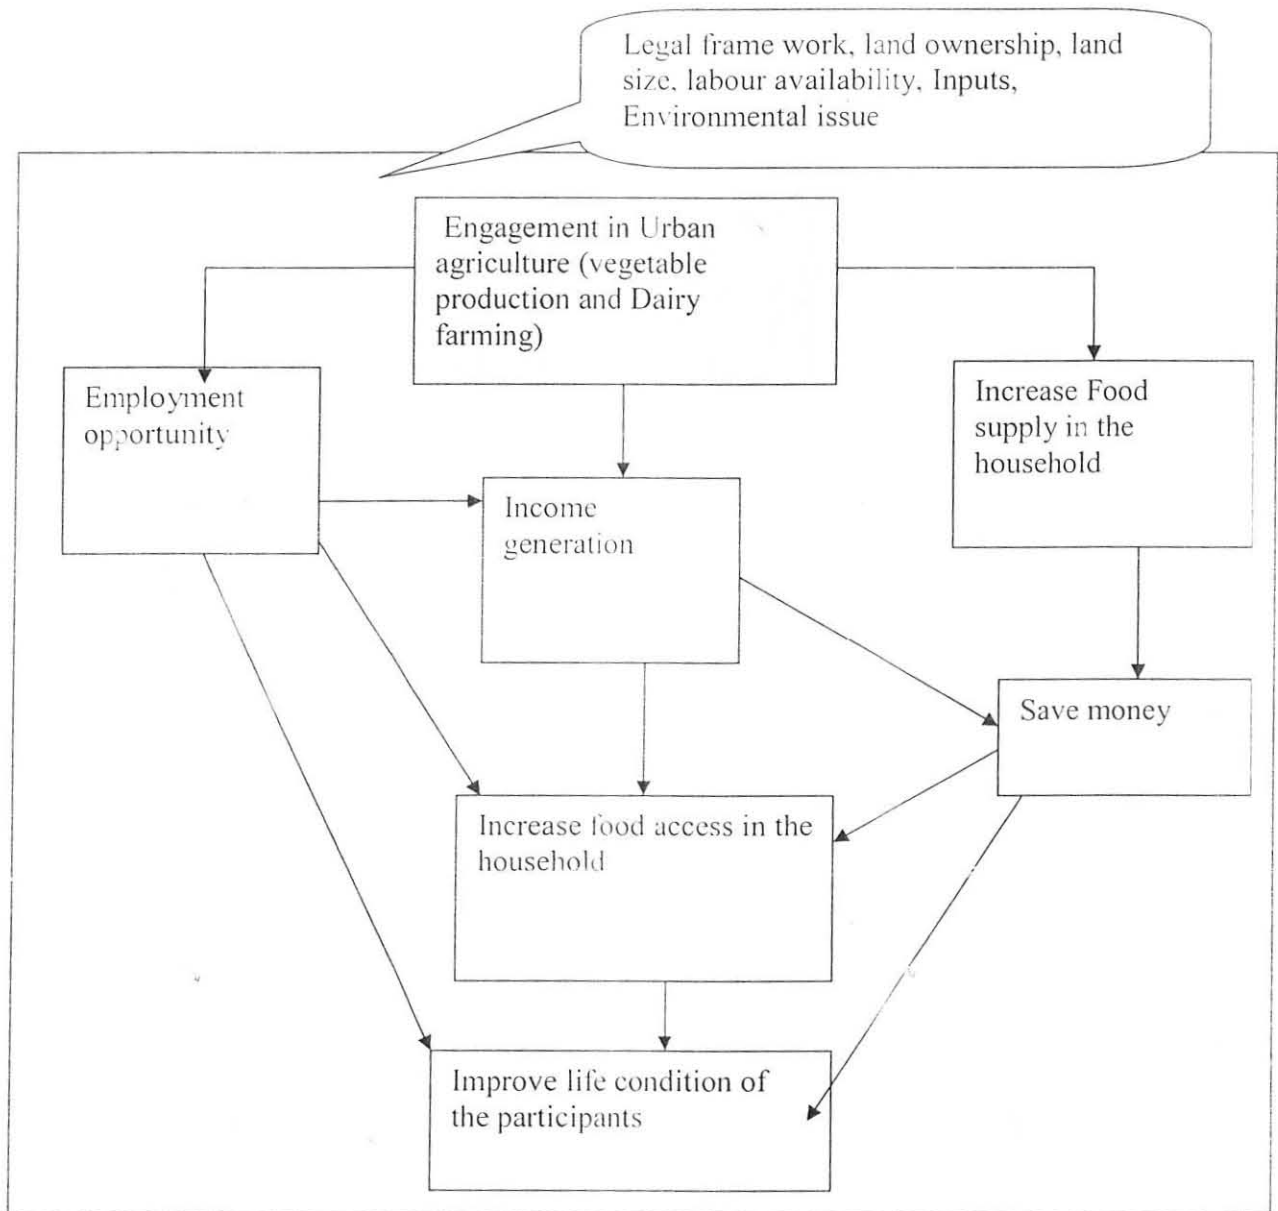 Legal frame work, land ownership, land
size, labour availability, Inputs,
Environmental issue
Engagement in Urban
agriculture (vegetable
production and Dairy
farming)
Employment
opportunity
Increase Food
supply in the
household
Income
generation
Save money
Increase food access in the
household
Improve life condition of
the participants